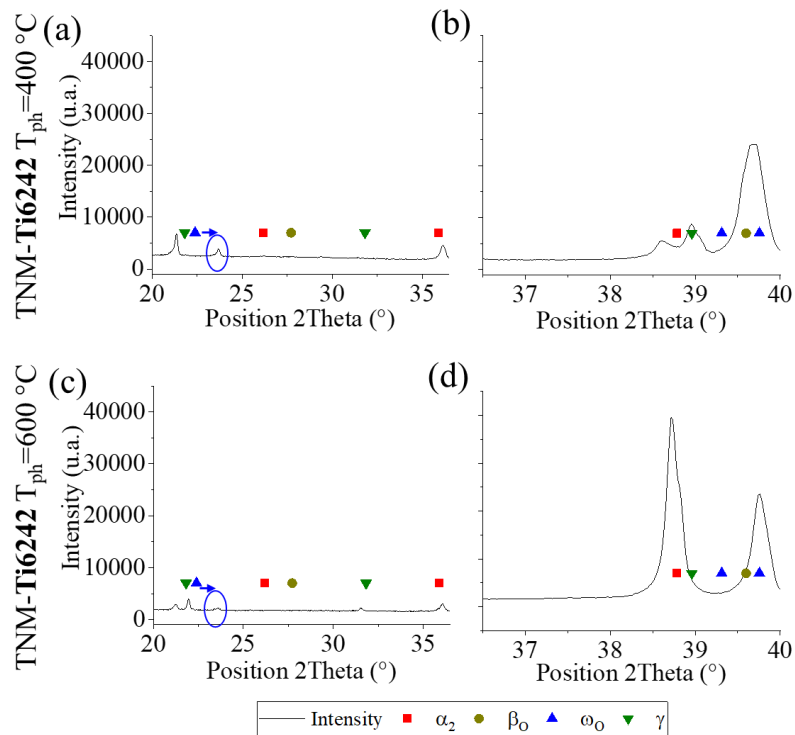 (a)
(b)
TNM-Ti6242 Tph=400 °C
Intensity (u.a.)
40000
30000
20000
10000
0
20 25 30 35
Position 2Theta (°)
37 38 39 40
Position 2Theta (°)
(c)
(d)
TNM-Ti6242 Tph=600 °C
Intensity (u.a.)
40000
30000
20000
10000
0
20 25 30 35
Position 2Theta (°)
37 38 39 40
Position 2Theta (°)
Intensity α2 βO ωO γ